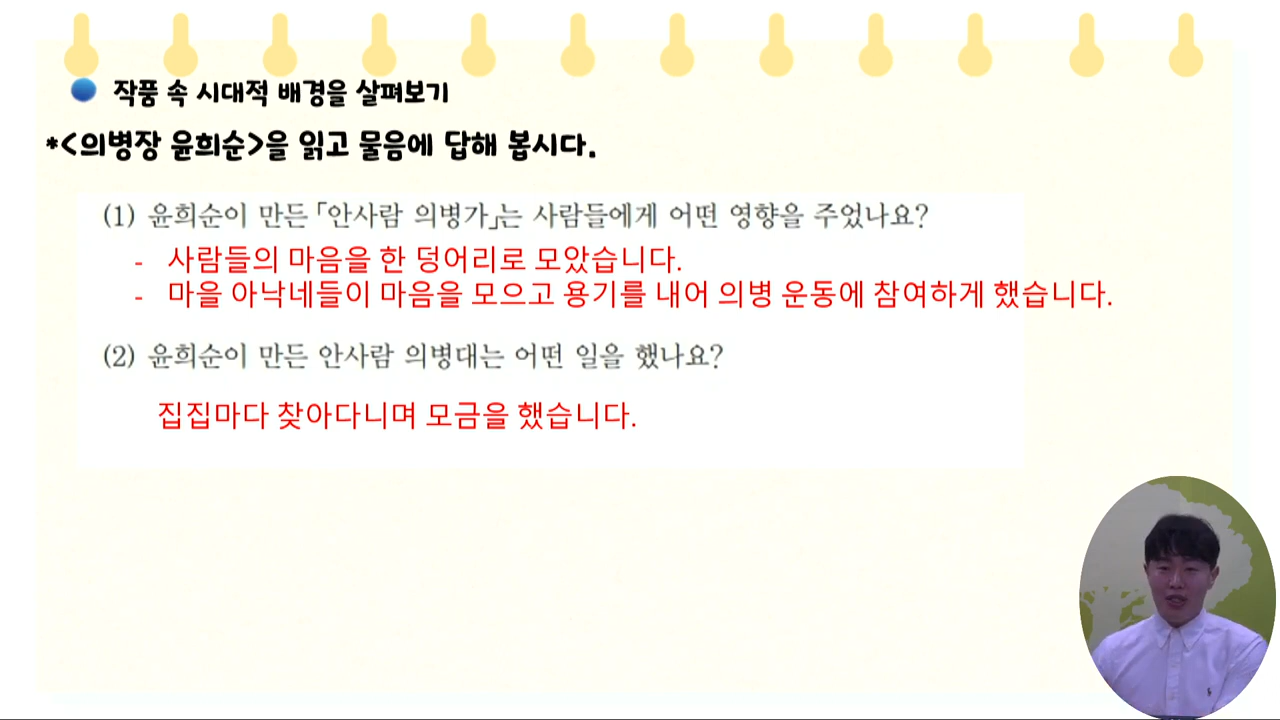 작품 속 시대적 배경을 살펴보기
*<의병장 윤희순>을 읽고 물음에 답해 봅시다.
(1) 윤희순이 만든 「안사람 의병가」는 사람들에게 어떤 영향을 주었나요?
- 사람들의 마음을 한 덩어리로 모았습니다.
- 마을 아낙네들이 마음을 모으고 용기를 내어 의병 운동에 참여하게 했습니다.
(2) 윤희순이 만든 안사람 의병대는 어떤 일을 했나요?
집집마다 찾아다니며 모금을 했습니다.